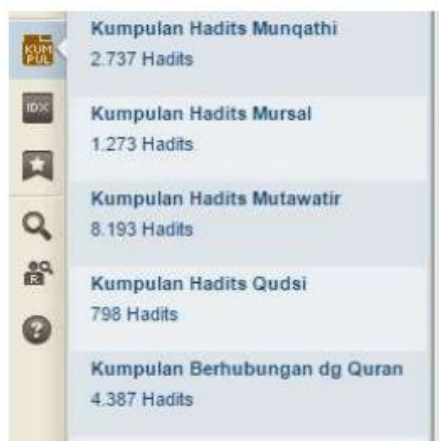 KUM
PUL
IDX
R
Kumpulan Hadits Munqathi
2.737 Hadits
Kumpulan Hadits Mursal
1.273 Hadits
Kumpulan Hadits Mutawatir
8.193 Hadits
Kumpulan Hadits Qudsi
798 Hadits
Kumpulan Berhubungan dg Quran
4.387 Hadits